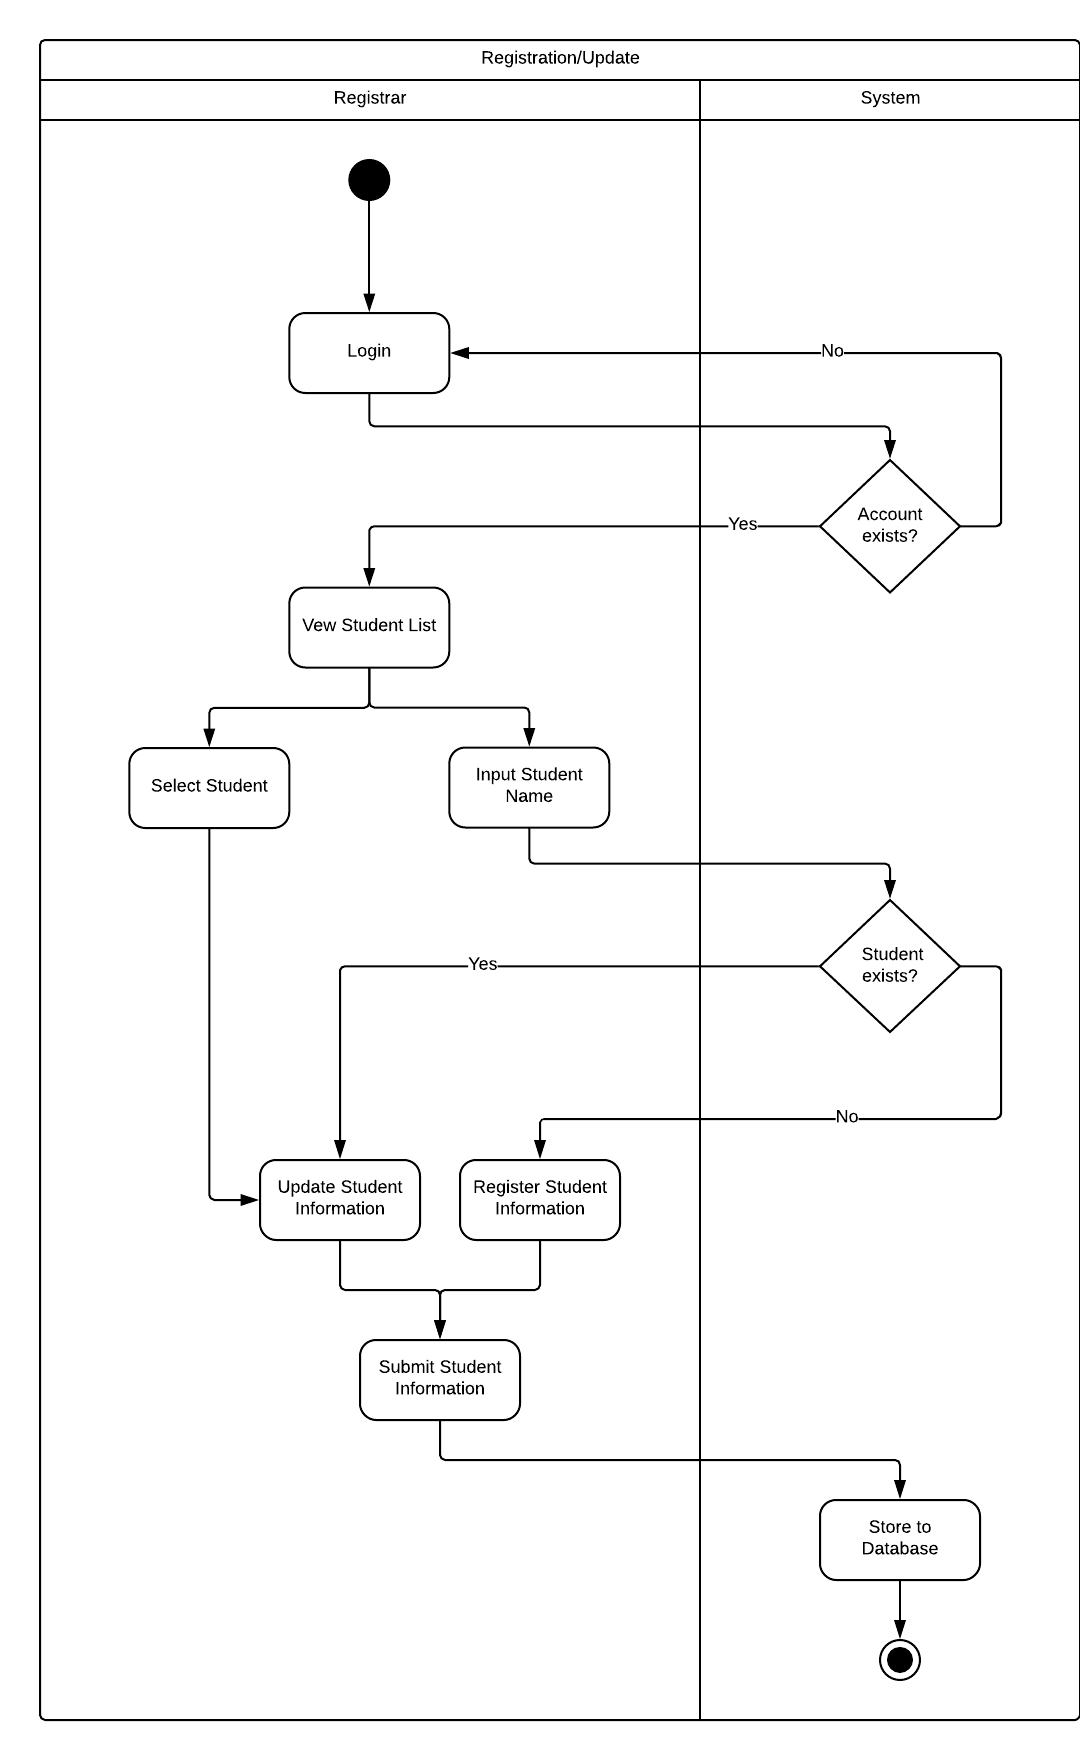 Registration/Update
Registrar
System
Login
No
Account
exists?
Yes
Vew Student List
Select Student
Input Student
Name
Student
exists?
Yes
No
Update Student
Information
Register Student
Information
Submit Student
Information
Store to
Database